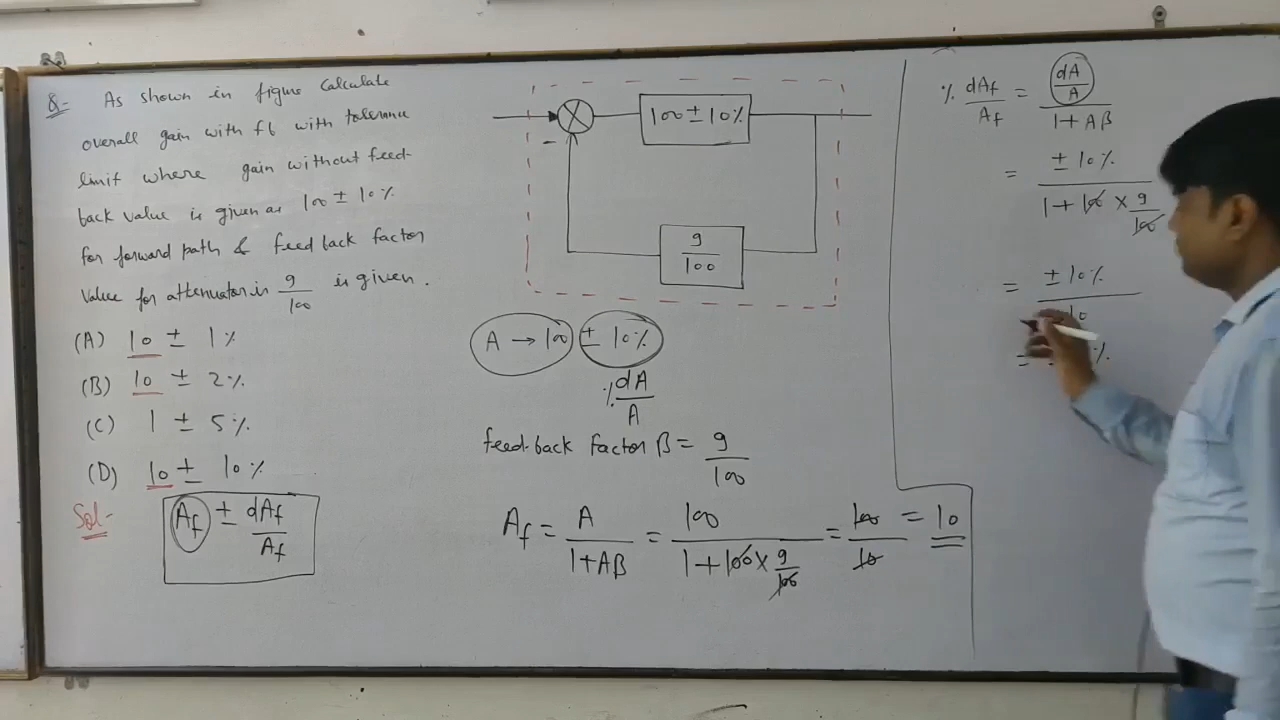 Q- As shown in figure Calculate
overall gain with fb with tolerance
limit where gain without feed-
back value is given as 100 ± 10%
for forward path & feed back factor
value for attenuator is 9/100 is given.
(A) 10 ± 1%
(B) 10 ± 2%
(C) 1 ± 5%
(D) 10 ± 10%
Sol-
Af ± dAf/Af
100 ± 10%
-
9/100
A → 100 ± 10%
% dA/A
feed-back factor β = 9/100
Af = A/(1+Aβ) = 100/(1+100×9/100) = 100/10 = 10
% dAf/Af = (dA/A)/(1+Aβ)
= ±10%/(1+100×9/100)
= ±10%/10
= %